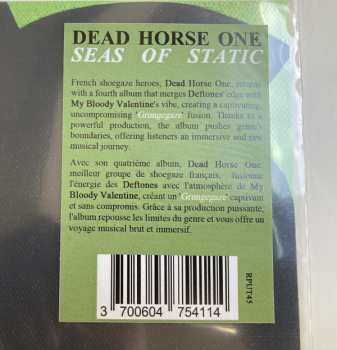 DEAD HORSE ONE
SEAS OF STATIC
French shoegaze heroes, Dead Horse One, return
with a fourth album that merges Deftones' edge with
My Bloody Valentine's vibe, creating a captivating,
uncompromising 'Grungegaze' fusion. Thanks to a
powerful production, the album pushes genre's
boundaries, offering listeners an immersive and raw
musical journey.
Avec son quatrième album, Dead Horse One,
meilleur groupe de shoegaze français, fusionne
l'énergie des Deftones avec l'atmosphère de My
Bloody Valentine, créant un 'Grungegaze' captivant
et sans compromis. Grâce à sa production puissante,
l'album repousse les limites du genre et vous offre un
voyage musical brut et immersif.
3 700604 754114
RPUT45